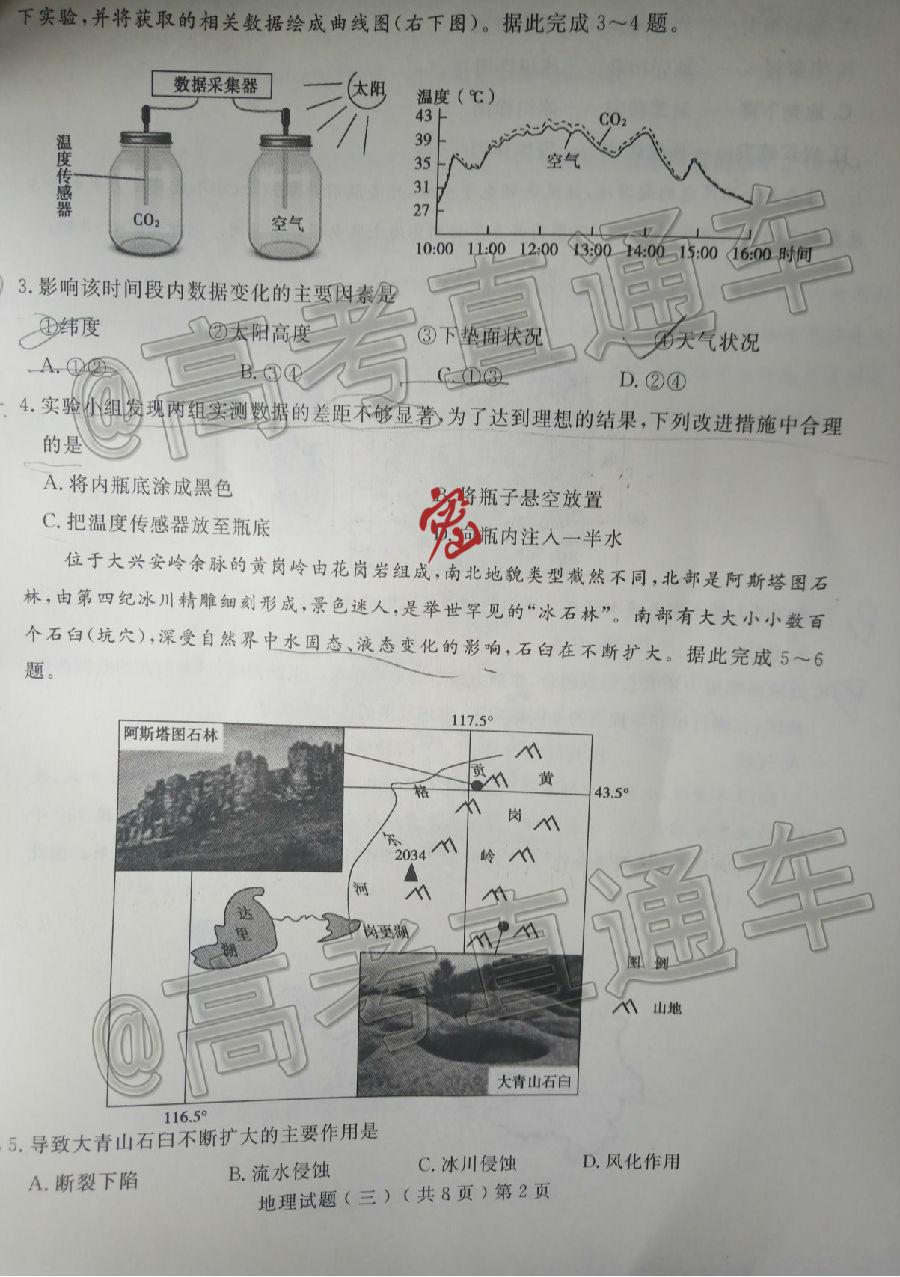 下实验,并将获取的相关数据绘成曲线图(右下图)。据此完成3～4题。
数据采集器
太阳
温度传感器
CO₂
空气
温度(℃)
43
39
35
31
27
CO₂
空气
10:00 11:00 12:00 13:00 14:00 15:00 16:00 时间
3.影响该时间段内数据变化的主要因素是
①纬度 ②太阳高度 ③下垫面状况 ④天气状况
A.①② B.③④ C.①③ D.②④
4.实验小组发现两组实测数据的差距不够显著,为了达到理想的结果,下列改进措施中合理
的是
A.将内瓶底涂成黑色 B.将瓶子悬空放置
C.把温度传感器放至瓶底 D.向瓶内注入一半水
位于大兴安岭余脉的黄岗岭由花岗岩组成,南北地貌类型截然不同,北部是阿斯塔图石
林,由第四纪冰川精雕细刻形成,景色迷人,是举世罕见的“冰石林”。南部有大大小小数百
个石臼(坑穴),深受自然界中水固态、液态变化的影响,石臼在不断扩大。据此完成5～6
题。
117.5°
阿斯塔图石林
贡
格
尔
河
黄
岗
岭
43.5°
2034
达里湖
岗更湖
图 例
山地
大青山石臼
116.5°
5.导致大青山石臼不断扩大的主要作用是
A.断裂下陷 B.流水侵蚀 C.冰川侵蚀 D.风化作用
地理试题(三)(共8页)第2页
@高考直通车
@高考直通车